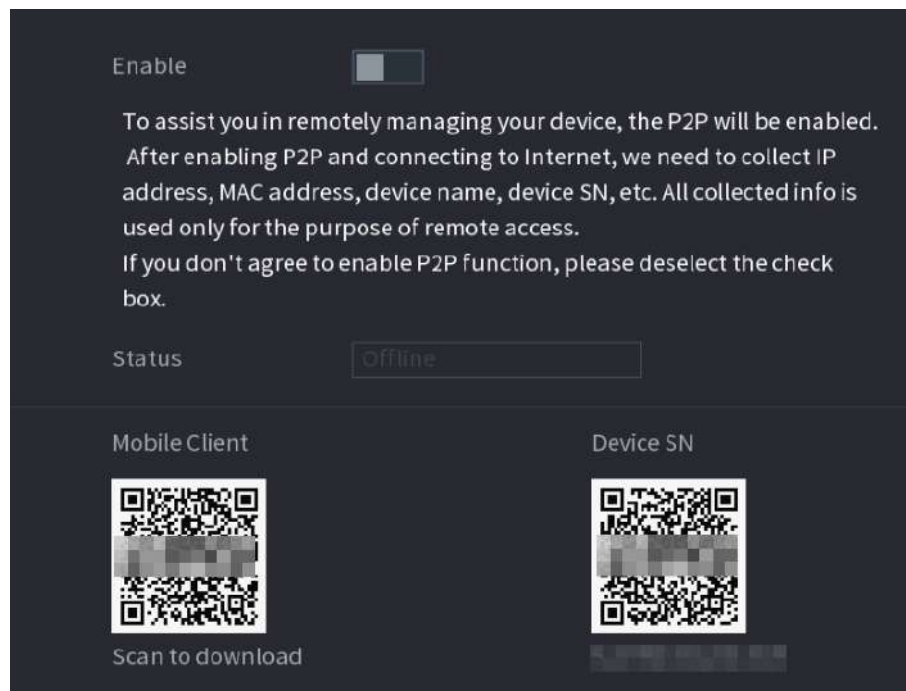 Enable
To assist you in remotely managing your device, the P2P will be enabled.
After enabling P2P and connecting to Internet, we need to collect IP
address, MAC address, device name, device SN, etc. All collected info is
used only for the purpose of remote access.
If you don't agree to enable P2P function, please deselect the check
box.
Status
Offline
Mobile Client
Device SN
Scan to download